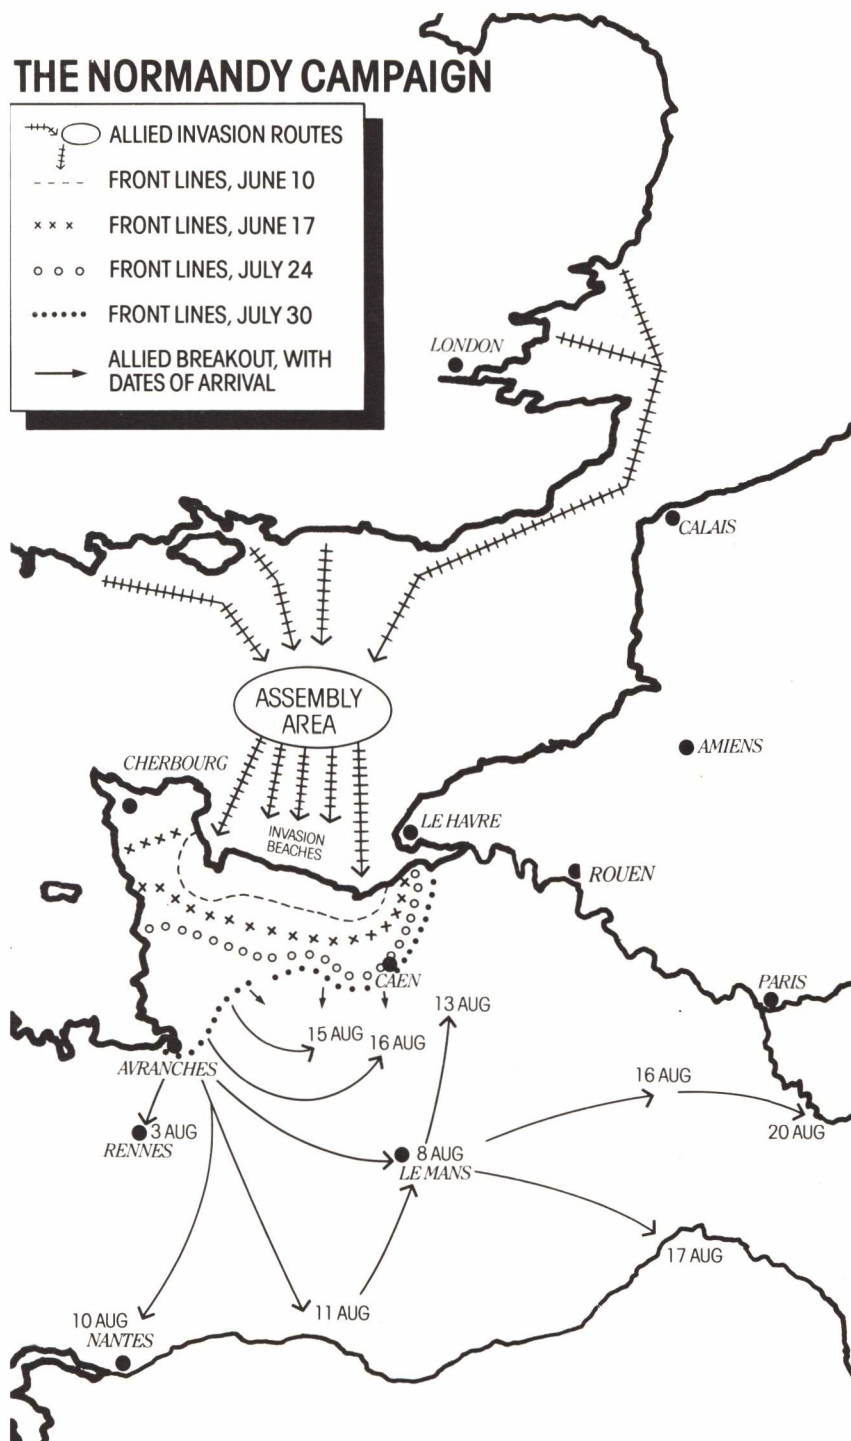 THE NORMANDY CAMPAIGN
ALLIED INVASION ROUTES
FRONT LINES, JUNE 10
FRONT LINES, JUNE 17
FRONT LINES, JULY 24
FRONT LINES, JULY 30
ALLIED BREAKOUT, WITH
DATES OF ARRIVAL
LONDON
CALAIS
ASSEMBLY
AREA
AMIENS
CHERBOURG
LE HAVRE
INVASION
BEACHES
ROUEN
CAEN
PARIS
13 AUG
15 AUG
16 AUG
AVRANCHES
16 AUG
3 AUG
20 AUG
RENNES
8 AUG
LE MANS
17 AUG
10 AUG
11 AUG
NANTES